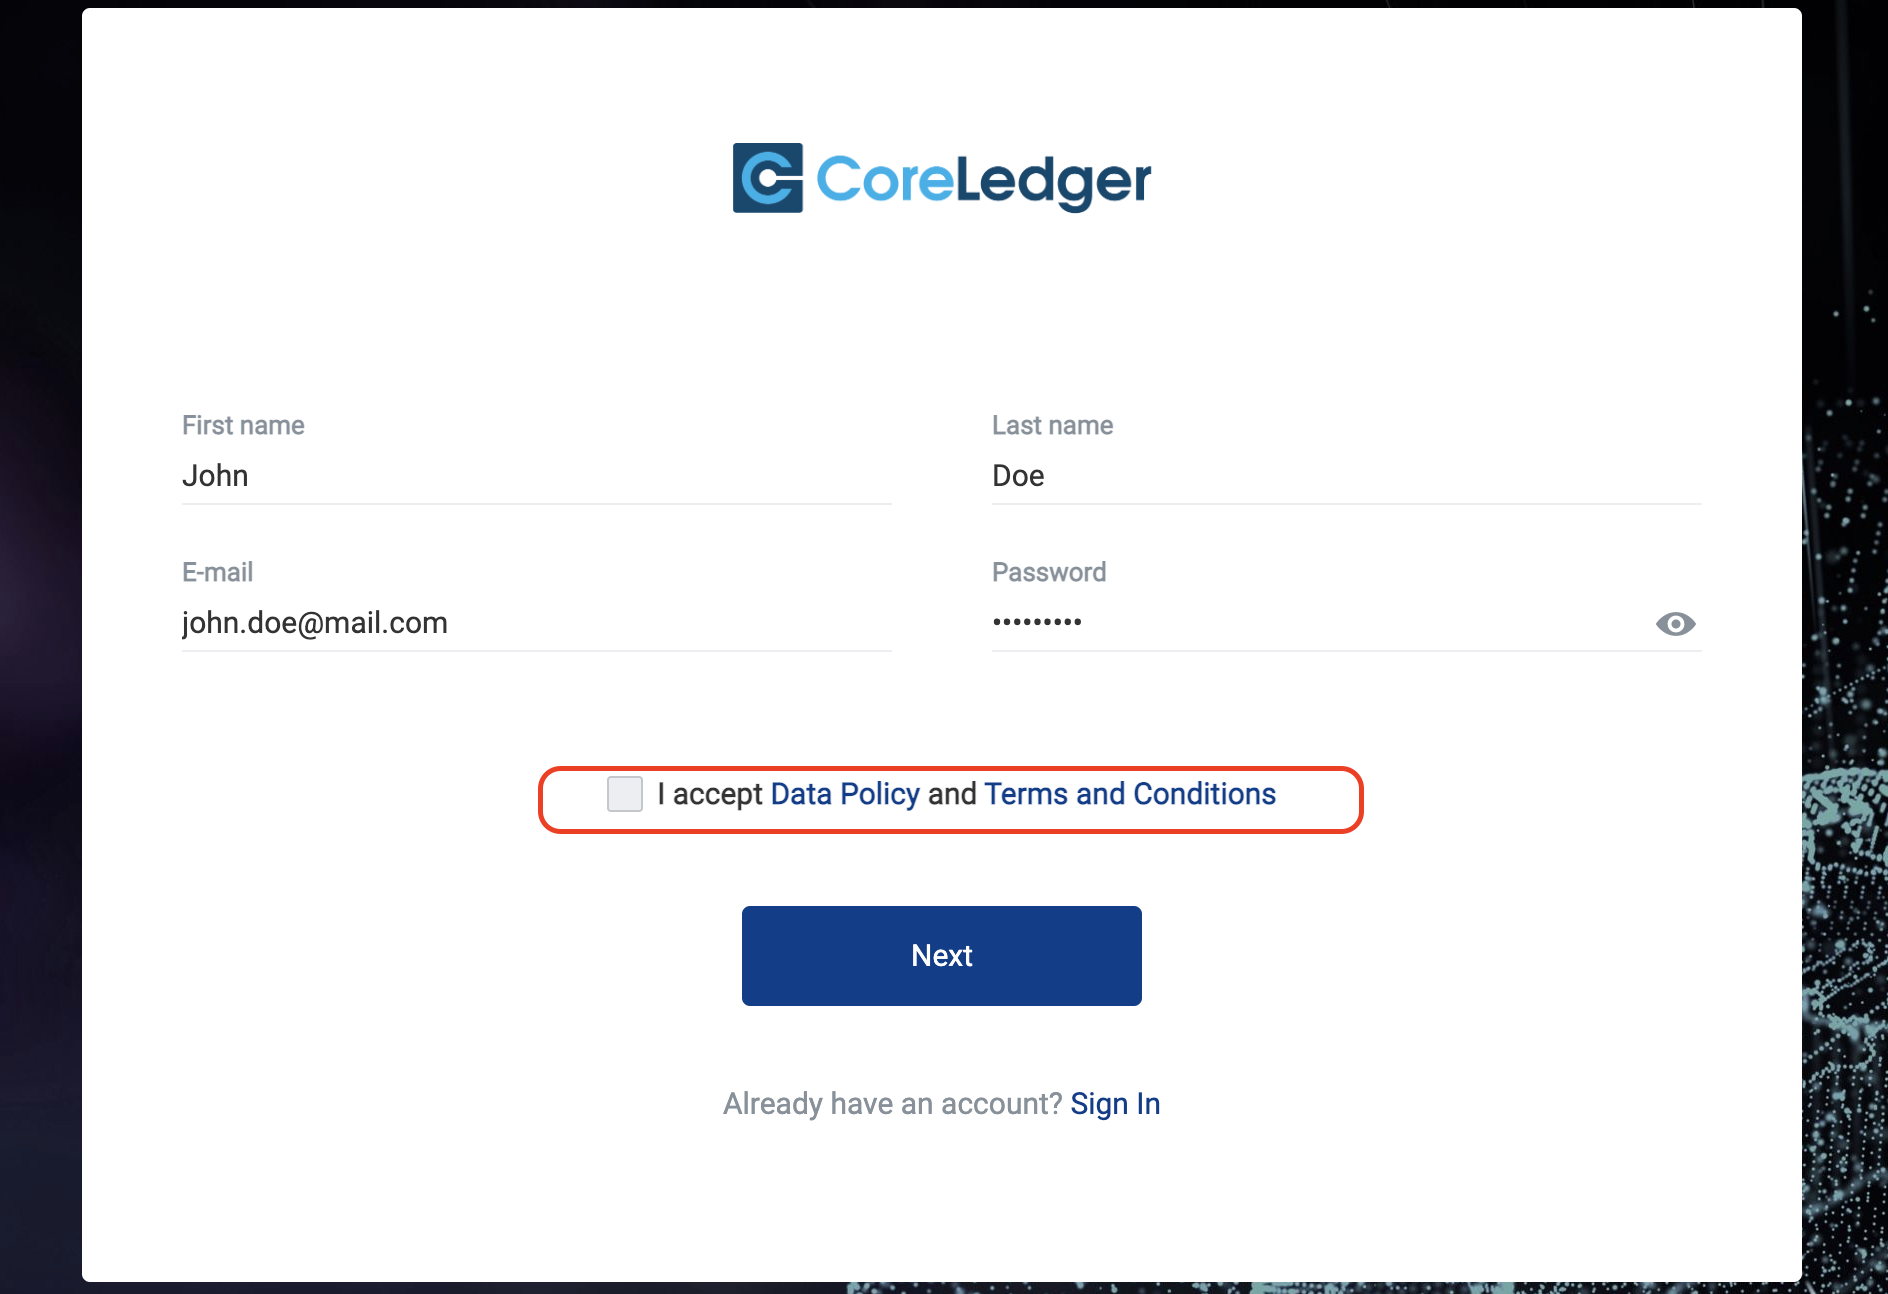 CoreLedger
First name
Last name
John
Doe
E-mail
Password
john.doe@mail.com
•••••••••
I accept Data Policy and Terms and Conditions
Next
Already have an account? Sign In